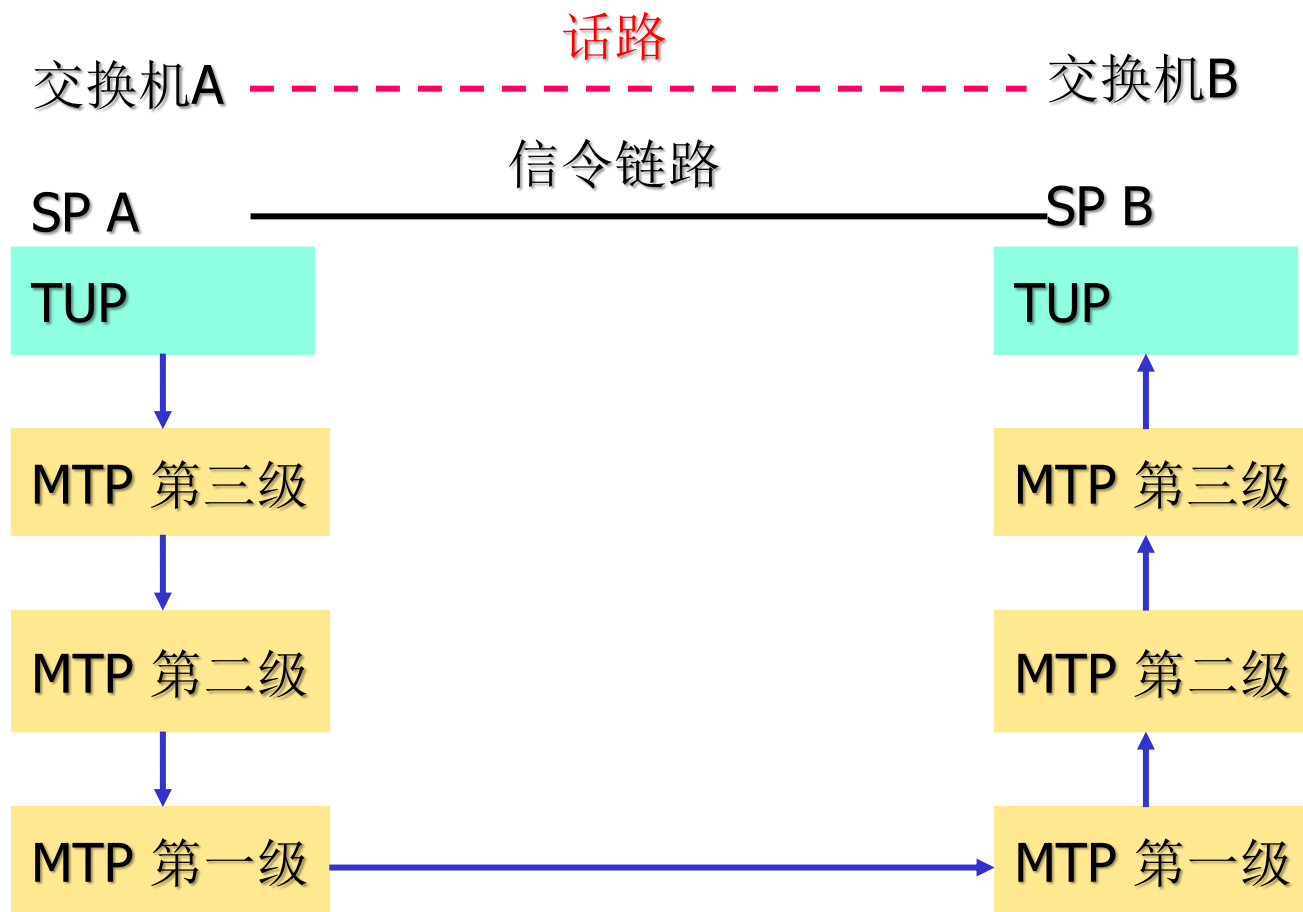 话路
交换机A
交换机B
信令链路
SP A
SP B
TUP
TUP
MTP 第三级
MTP 第三级
MTP 第二级
MTP 第二级
MTP 第一级
MTP 第一级